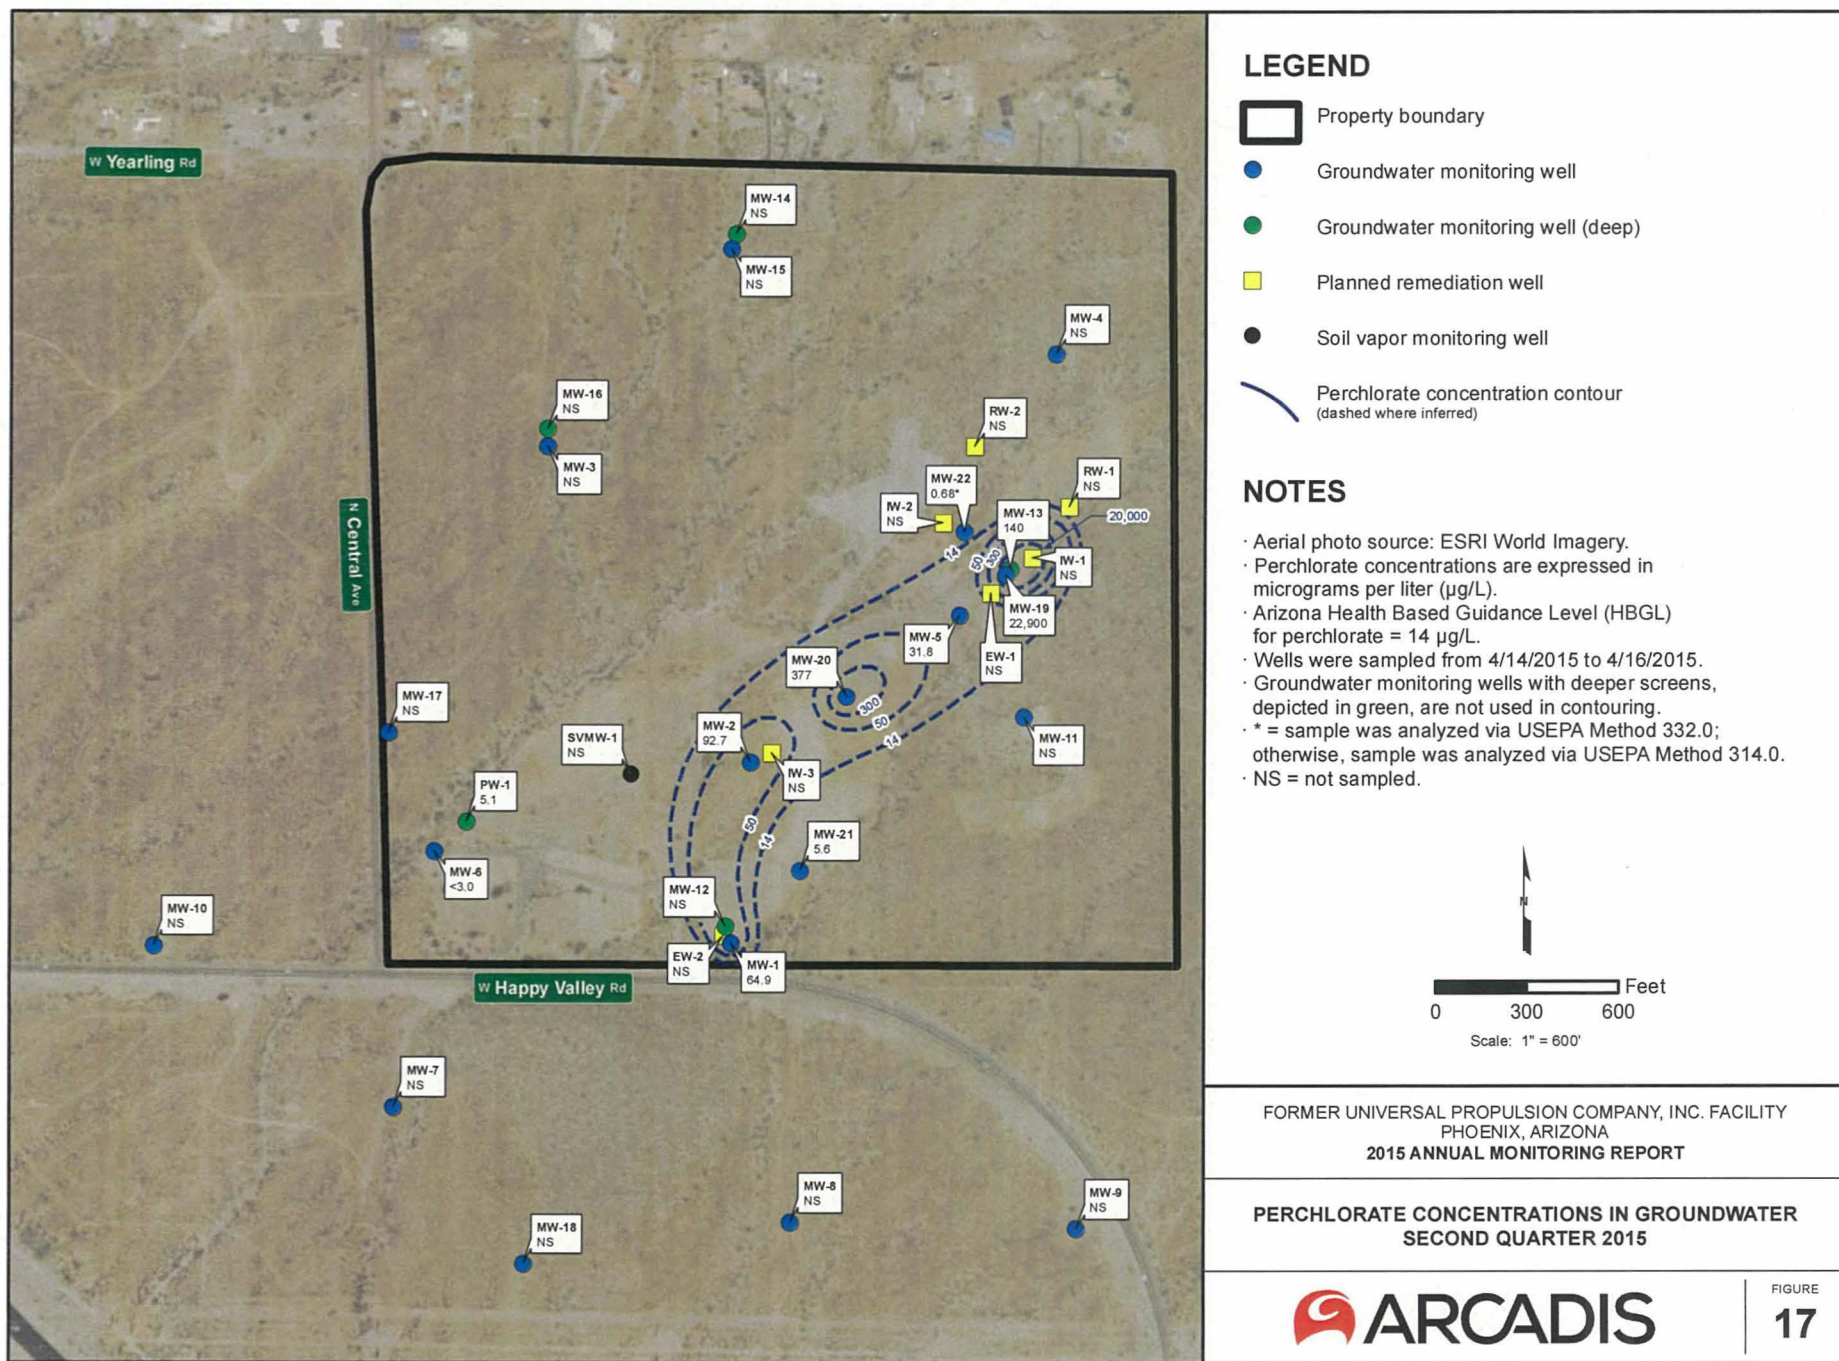 W Yearling Rd
MW-14
NS
MW-15
NS
MW-4
NS
MW-16
NS
MW-3
NS
RW-2
NS
RW-1
NS
MW-22
0.68*
IW-2
NS
MW-13
140
20,000
14
50
300
IW-1
NS
MW-19
22,900
N Central Ave
MW-5
31.8
EW-1
NS
MW-20
377
300
50
14
MW-17
NS
MW-2
92.7
SVMW-1
NS
MW-11
NS
IW-3
NS
PW-1
5.1
50
14
MW-21
5.6
MW-6
<3.0
MW-12
NS
MW-10
NS
EW-2
NS
MW-1
64.9
W Happy Valley Rd
MW-7
NS
MW-8
NS
MW-9
NS
MW-18
NS
LEGEND
Property boundary
Groundwater monitoring well
Groundwater monitoring well (deep)
Planned remediation well
Soil vapor monitoring well
Perchlorate concentration contour
(dashed where inferred)
NOTES
· Aerial photo source: ESRI World Imagery.
· Perchlorate concentrations are expressed in
micrograms per liter (µg/L).
· Arizona Health Based Guidance Level (HBGL)
for perchlorate = 14 µg/L.
· Wells were sampled from 4/14/2015 to 4/16/2015.
· Groundwater monitoring wells with deeper screens,
depicted in green, are not used in contouring.
· * = sample was analyzed via USEPA Method 332.0;
otherwise, sample was analyzed via USEPA Method 314.0.
· NS = not sampled.
N
Feet
0 300 600
Scale: 1" = 600'
FORMER UNIVERSAL PROPULSION COMPANY, INC. FACILITY
PHOENIX, ARIZONA
2015 ANNUAL MONITORING REPORT
PERCHLORATE CONCENTRATIONS IN GROUNDWATER
SECOND QUARTER 2015
ARCADIS
FIGURE
17